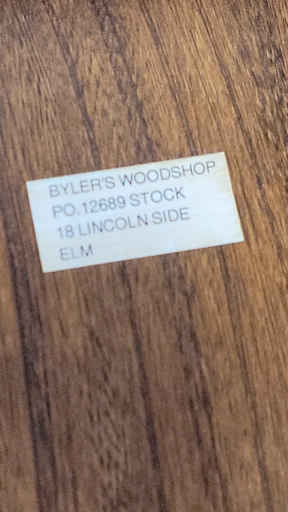 BYLER'S WOODSHOP
PO.12689 STOCK
18 LINCOLN SIDE
ELM